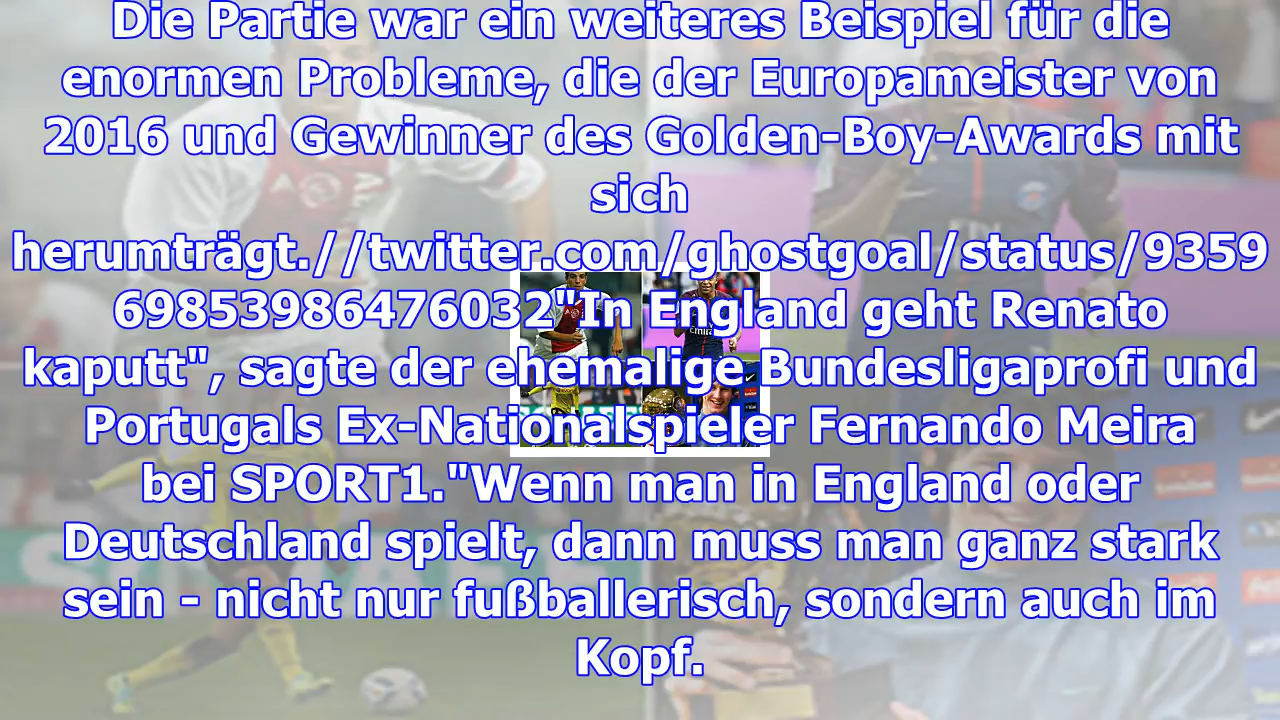 Die Partie war ein weiteres Beispiel für die
enormen Probleme, die der Europameister von
2016 und Gewinner des Golden-Boy-Awards mit
sich
herumträgt.//twitter.com/ghostgoal/status/9359
69853986476032"In England geht Renato
kaputt", sagte der ehemalige Bundesligaprofi und
Portugals Ex-Nationalspieler Fernando Meira
bei SPORT1."Wenn man in England oder
Deutschland spielt, dann muss man ganz stark
sein - nicht nur fußballerisch, sondern auch im
Kopf.